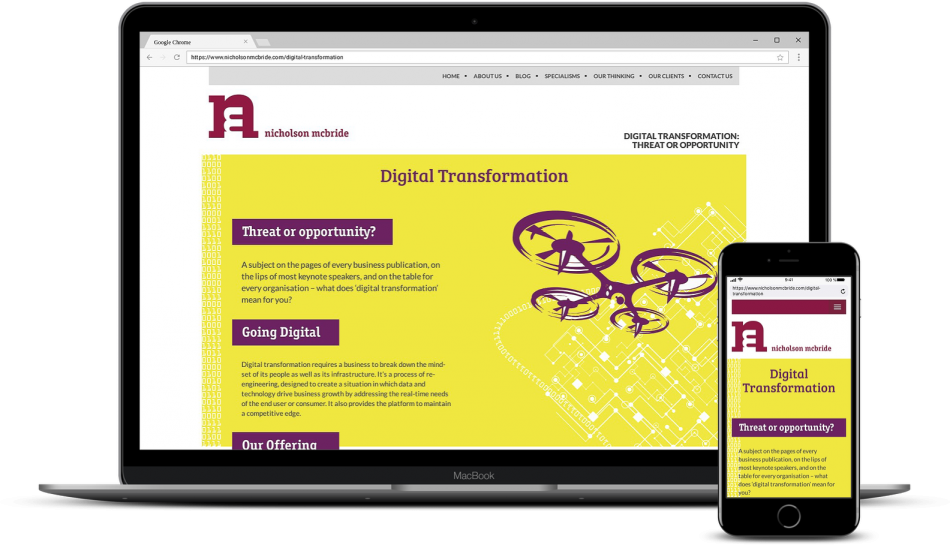 Google Chrome
https://www.nicholsonmcbride.com/digital-transformation
HOME • ABOUT US • BLOG • SPECIALISMS • OUR THINKING • OUR CLIENTS • CONTACT US
nicholson mcbride
DIGITAL TRANSFORMATION:
THREAT OR OPPORTUNITY
Digital Transformation
Threat or opportunity?
A subject on the pages of every business publication, on
the lips of most keynote speakers, and on the table for
every organisation – what does 'digital transformation'
mean for you?
Going Digital
Digital transformation requires a business to break down the mind-
set of its people as well as its infrastructure. It's a process of re-
engineering, designed to create a situation in which data and
technology drive business growth by addressing the real-time needs
of the end user or consumer. It also provides the platform to maintain
a competitive edge.
Our Offering
MacBook
9:41
100 %
https://www.nicholsonmcbride.com/digital-
transformation
nicholson mcbride
Digital
Transformation
Threat or opportunity?
A subject on the pages of every
business publication, on the lips of
most keynote speakers, and on the
table for every organisation – what
does 'digital transformation' mean for
you?